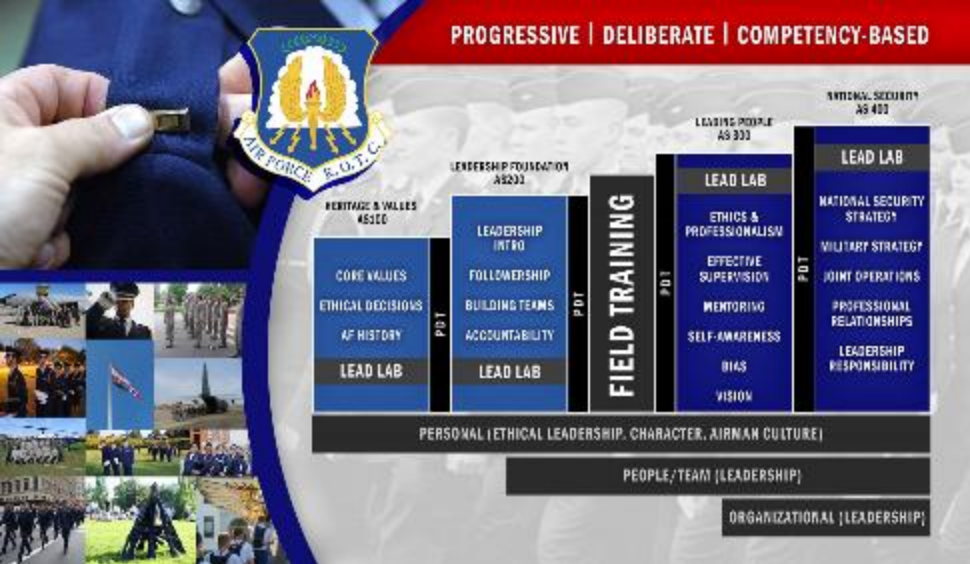 PROGRESSIVE | DELIBERATE | COMPETENCY-BASED
AIR FORCE R.O.T.C.
HERITAGE & VALUES
AS100
CORE VALUES
ETHICAL DECISIONS
AF HISTORY
LEAD LAB
PDT
LEADERSHIP FOUNDATION
AS200
LEADERSHIP
INTRO
FOLLOWERSHIP
BUILDING TEAMS
ACCOUNTABILITY
LEAD LAB
PDT
FIELD TRAINING
PDT
LEADING PEOPLE
AS 300
LEAD LAB
ETHICS &
PROFESSIONALISM
EFFECTIVE
SUPERVISION
MENTORING
SELF-AWARENESS
BIAS
VISION
PDT
NATIONAL SECURITY
AS 400
LEAD LAB
NATIONAL SECURITY
STRATEGY
MILITARY STRATEGY
JOINT OPERATIONS
PROFESSIONAL
RELATIONSHIPS
LEADERSHIP
RESPONSIBILITY
PERSONAL (ETHICAL LEADERSHIP, CHARACTER, AIRMAN CULTURE)
PEOPLE/TEAM (LEADERSHIP)
ORGANIZATIONAL (LEADERSHIP)